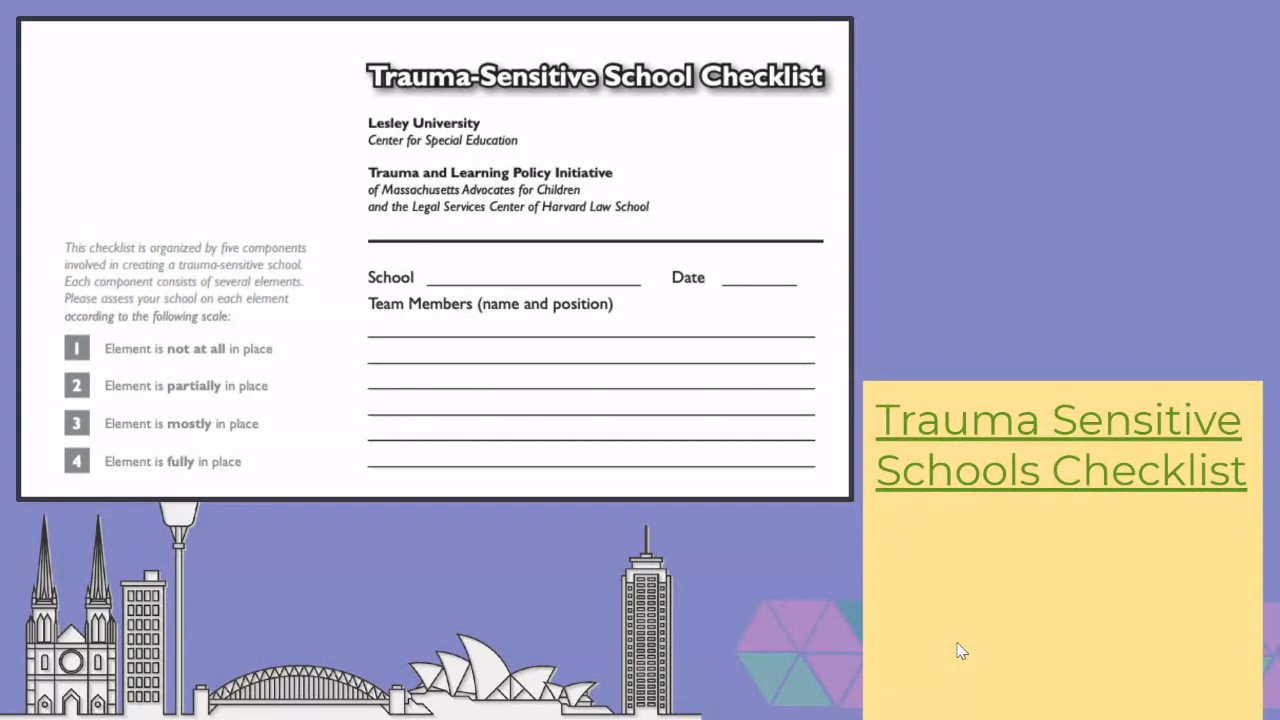 Trauma-Sensitive School Checklist
Lesley University
Center for Special Education
Trauma and Learning Policy Initiative
of Massachusetts Advocates for Children
and the Legal Services Center of Harvard Law School
This checklist is organized by five components
involved in creating a trauma-sensitive school.
Each component consists of several elements.
Please assess your school on each element
according to the following scale:
1 Element is not at all in place
2 Element is partially in place
3 Element is mostly in place
4 Element is fully in place
School Date
Team Members (name and position)
Trauma Sensitive
Schools Checklist